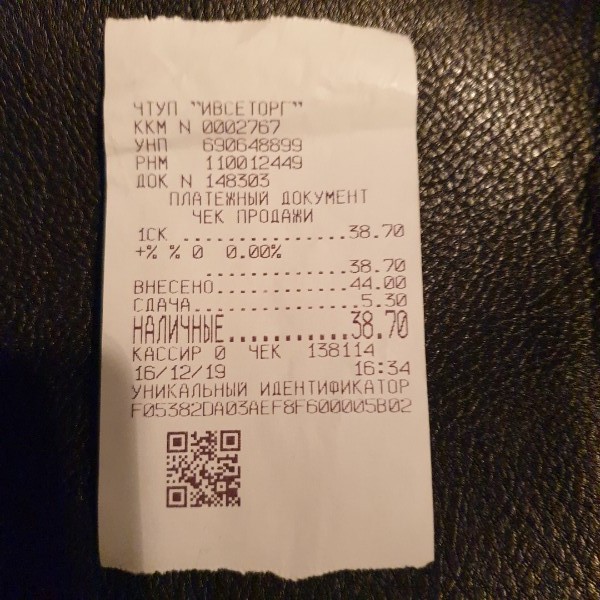 ЧТУП "ИВСЕТОРГ"
ККМ N 0002767
УНП 690648899
РНМ 110012449
ДОК N 148303
ПЛАТЕЖНЫЙ ДОКУМЕНТ
ЧЕК ПРОДАЖИ
1СК ................38.70
+% % 0 0.00%
................38.70
ВНЕСЕНО.............44.00
СДАЧА................5.30
НАЛИЧНЫЕ...........38.70
КАССИР 0 ЧЕК 138114
16/12/19 16:34
УНИКАЛЬНЫЙ ИДЕНТИФИКАТОР
F05382DA03AEF8F600005B02